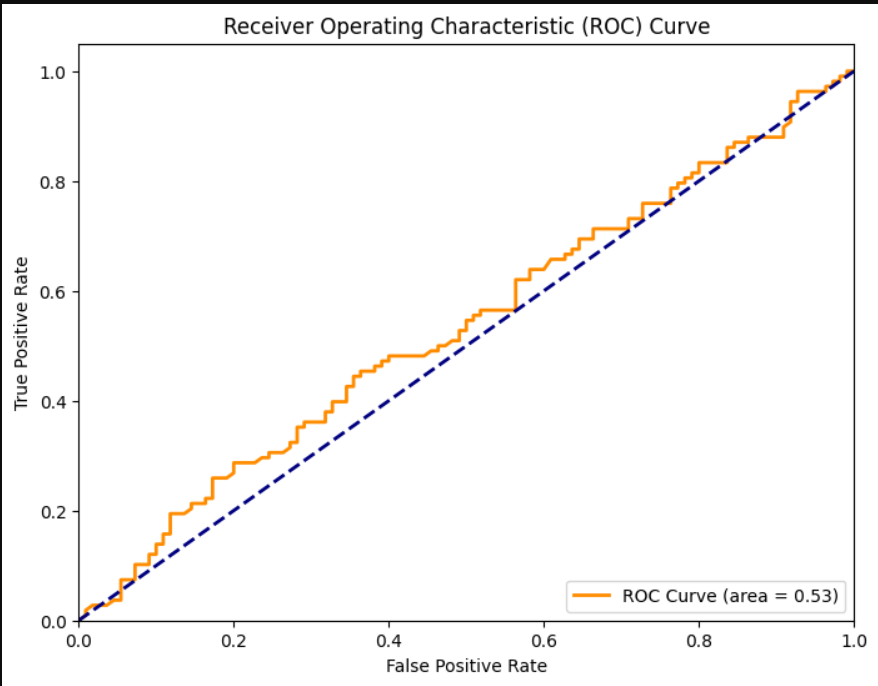 Receiver Operating Characteristic (ROC) Curve
1.0
0.8
0.6
0.4
0.2
0.0
True Positive Rate
ROC Curve (area = 0.53)
0.0 0.2 0.4 0.6 0.8 1.0
False Positive Rate